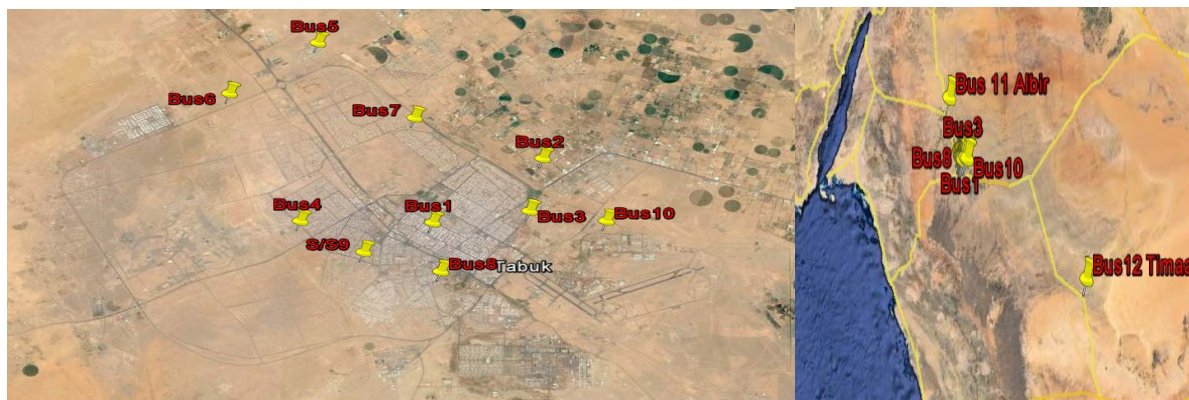 Bus5
Bus6
Bus7
Bus2
Bus4
Bus1
Bus3
Bus10
S/S9
Bus8
Tabuk
Bus 11 Albir
Bus3
Bus8
Bus10
Bus1
Bus12 Timaa